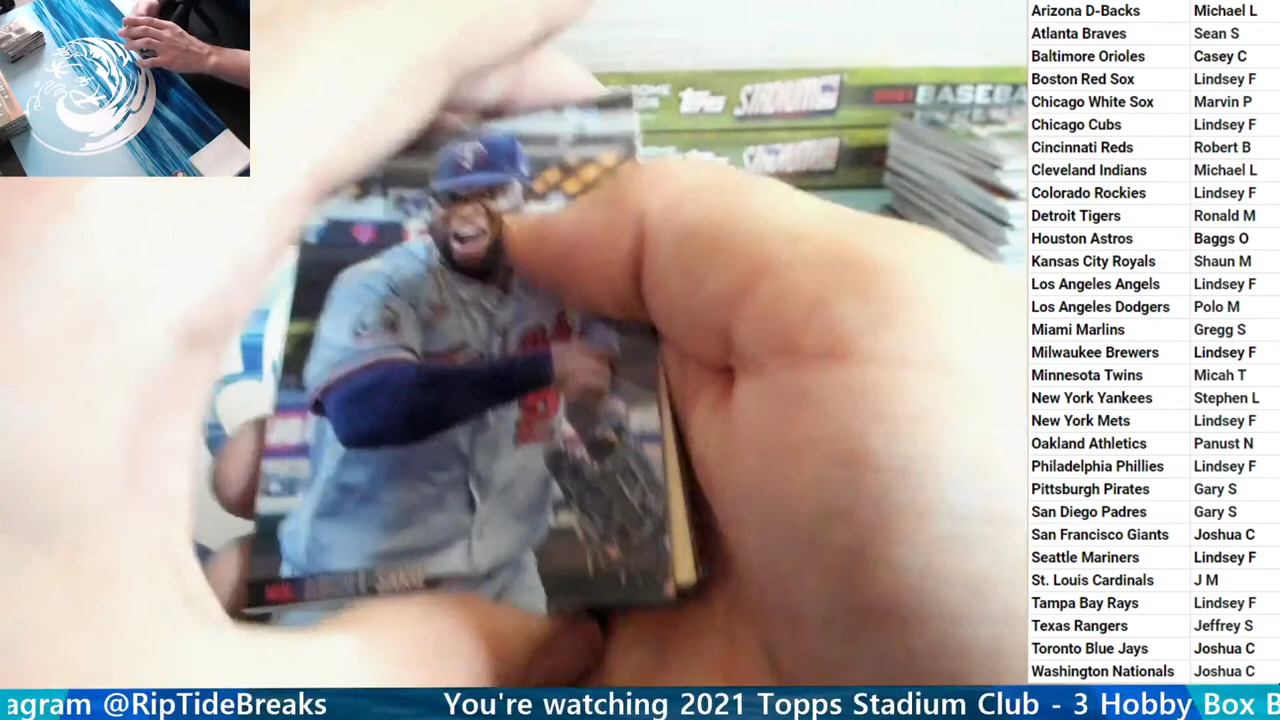 Arizona D-Backs Michael L
Atlanta Braves Sean S
Baltimore Orioles Casey C
Boston Red Sox Lindsey F
Chicago White Sox Marvin P
Chicago Cubs Lindsey F
Cincinnati Reds Robert B
Cleveland Indians Michael L
Colorado Rockies Lindsey F
Detroit Tigers Ronald M
Houston Astros Baggs O
Kansas City Royals Shaun M
Los Angeles Angels Lindsey F
Los Angeles Dodgers Polo M
Miami Marlins Gregg S
Milwaukee Brewers Lindsey F
Minnesota Twins Micah T
New York Yankees Stephen L
New York Mets Lindsey F
Oakland Athletics Panust N
Philadelphia Phillies Lindsey F
Pittsburgh Pirates Gary S
San Diego Padres Gary S
San Francisco Giants Joshua C
Seattle Mariners Lindsey F
St. Louis Cardinals J M
Tampa Bay Rays Lindsey F
Texas Rangers Jeffrey S
Toronto Blue Jays Joshua C
Washington Nationals Joshua C
Topps STADIUM
BASEBA
agram @RipTideBreaks You're watching 2021 Topps Stadium Club - 3 Hobby Box B